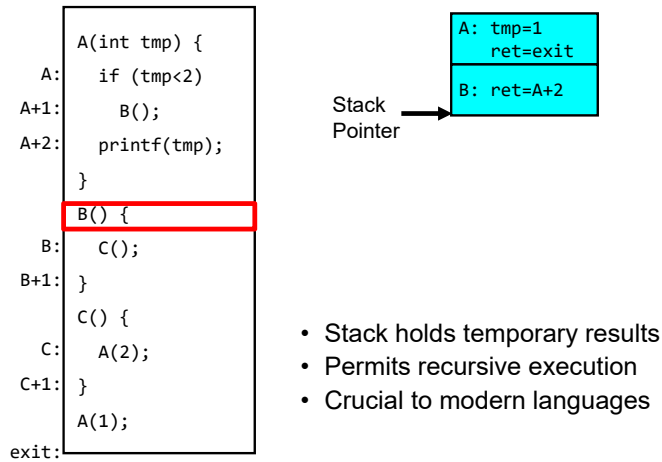 A(int tmp) {
A: if (tmp<2)
A+1: B();
A+2: printf(tmp);
}
B() {
B: C();
B+1: }
C() {
C: A(2);
C+1: }
A(1);
exit:
A: tmp=1
ret=exit
B: ret=A+2
Stack
Pointer
• Stack holds temporary results
• Permits recursive execution
• Crucial to modern languages